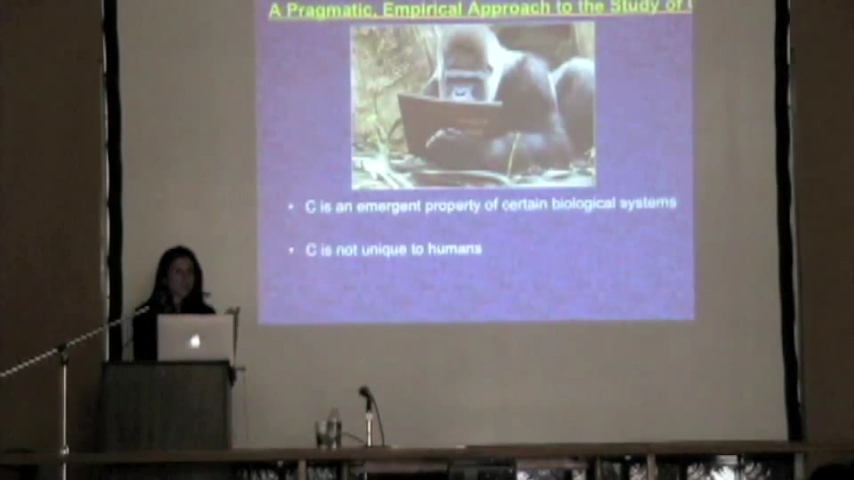 A Pragmatic, Empirical Approach to the Study of
• C is an emergent property of certain biological systems
• C is not unique to humans